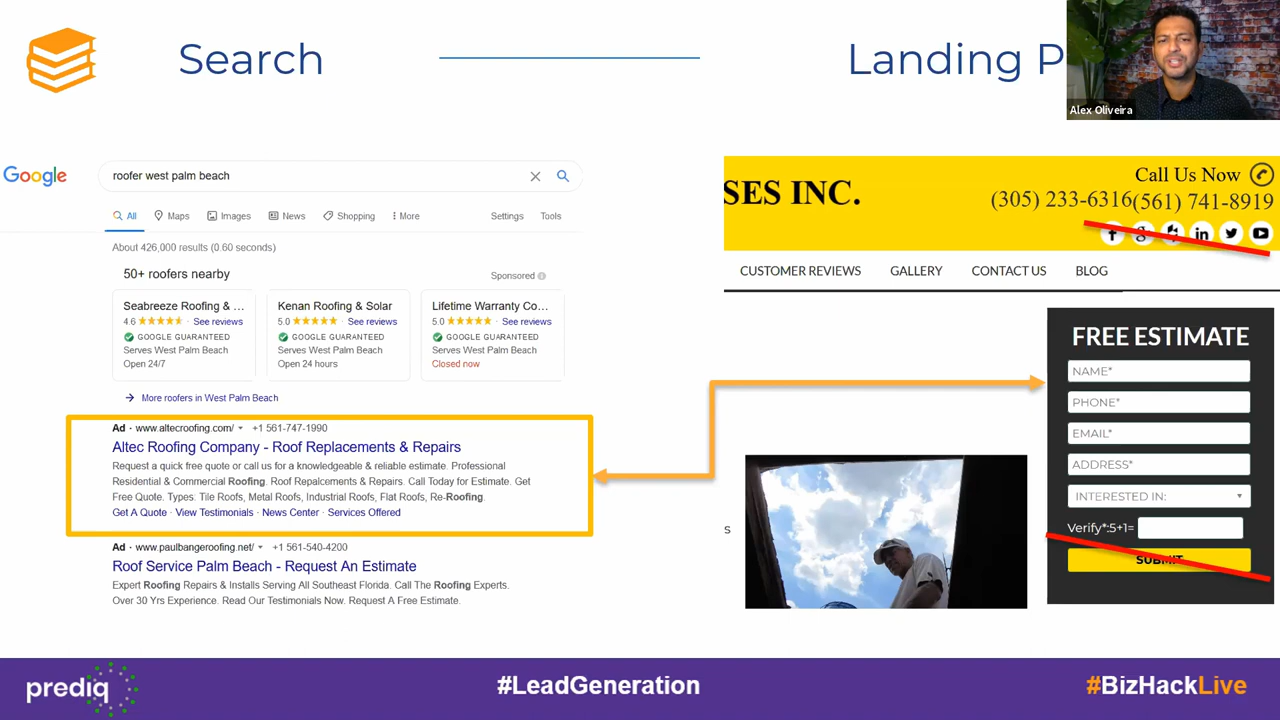 Search
Landing P
Alex Oliveira
Google
roofer west palm beach
All Maps Images News Shopping More Settings Tools
About 426,000 results (0.60 seconds)
50+ roofers nearby
Sponsored
Seabreeze Roofing & ...
4.6 See reviews
GOOGLE GUARANTEED
Serves West Palm Beach
Open 24/7
Kenan Roofing & Solar
5.0 See reviews
GOOGLE GUARANTEED
Serves West Palm Beach
Open 24 hours
Lifetime Warranty Co...
5.0 See reviews
GOOGLE GUARANTEED
Serves West Palm Beach
Closed now
→ More roofers in West Palm Beach
Ad · www.altecroofing.com/ +1 561-747-1990
Altec Roofing Company - Roof Replacements & Repairs
Request a quick free quote or call us for a knowledgeable & reliable estimate. Professional
Residential & Commercial Roofing. Roof Repalcements & Repairs. Call Today for Estimate. Get
Free Quote. Types: Tile Roofs, Metal Roofs, Industrial Roofs, Flat Roofs, Re-Roofing.
Get A Quote · View Testimonials · News Center · Services Offered
Ad · www.paulbangeroofing.net/ +1 561-540-4200
Roof Service Palm Beach - Request An Estimate
Expert Roofing Repairs & Installs Serving All Southeast Florida. Call The Roofing Experts.
Over 30 Yrs Experience. Read Our Testimonials Now. Request A Free Estimate.
SES INC.
Call Us Now
(305) 233-6316(561) 741-8919
CUSTOMER REVIEWS GALLERY CONTACT US BLOG
FREE ESTIMATE
NAME*
PHONE*
EMAIL*
ADDRESS*
INTERESTED IN:
Verify*:5+1=
SUBMIT
s
prediq
#LeadGeneration
#BizHackLive